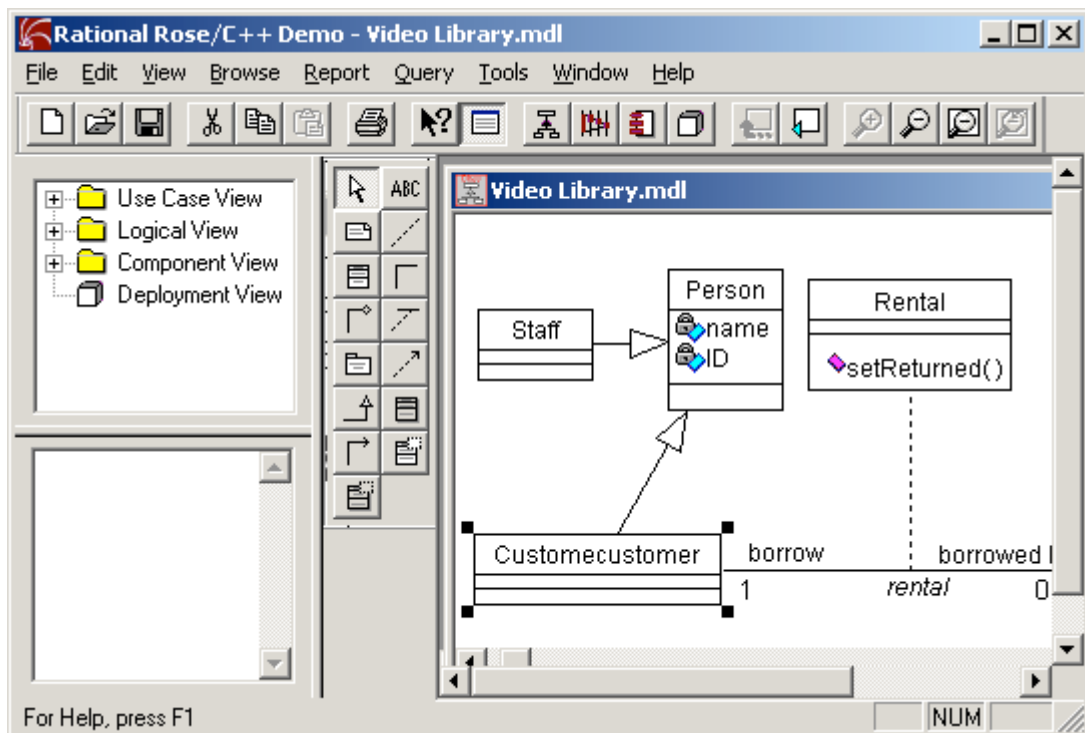 Rational Rose/C++ Demo - Video Library.mdl
File Edit View Browse Report Query Tools Window Help
Use Case View
Logical View
Component View
Deployment View
ABC
Video Library.mdl
Staff
Person
name
ID
Rental
setReturned()
Customecustomer
borrow
1
rental
borrowed
0
For Help, press F1
NUM